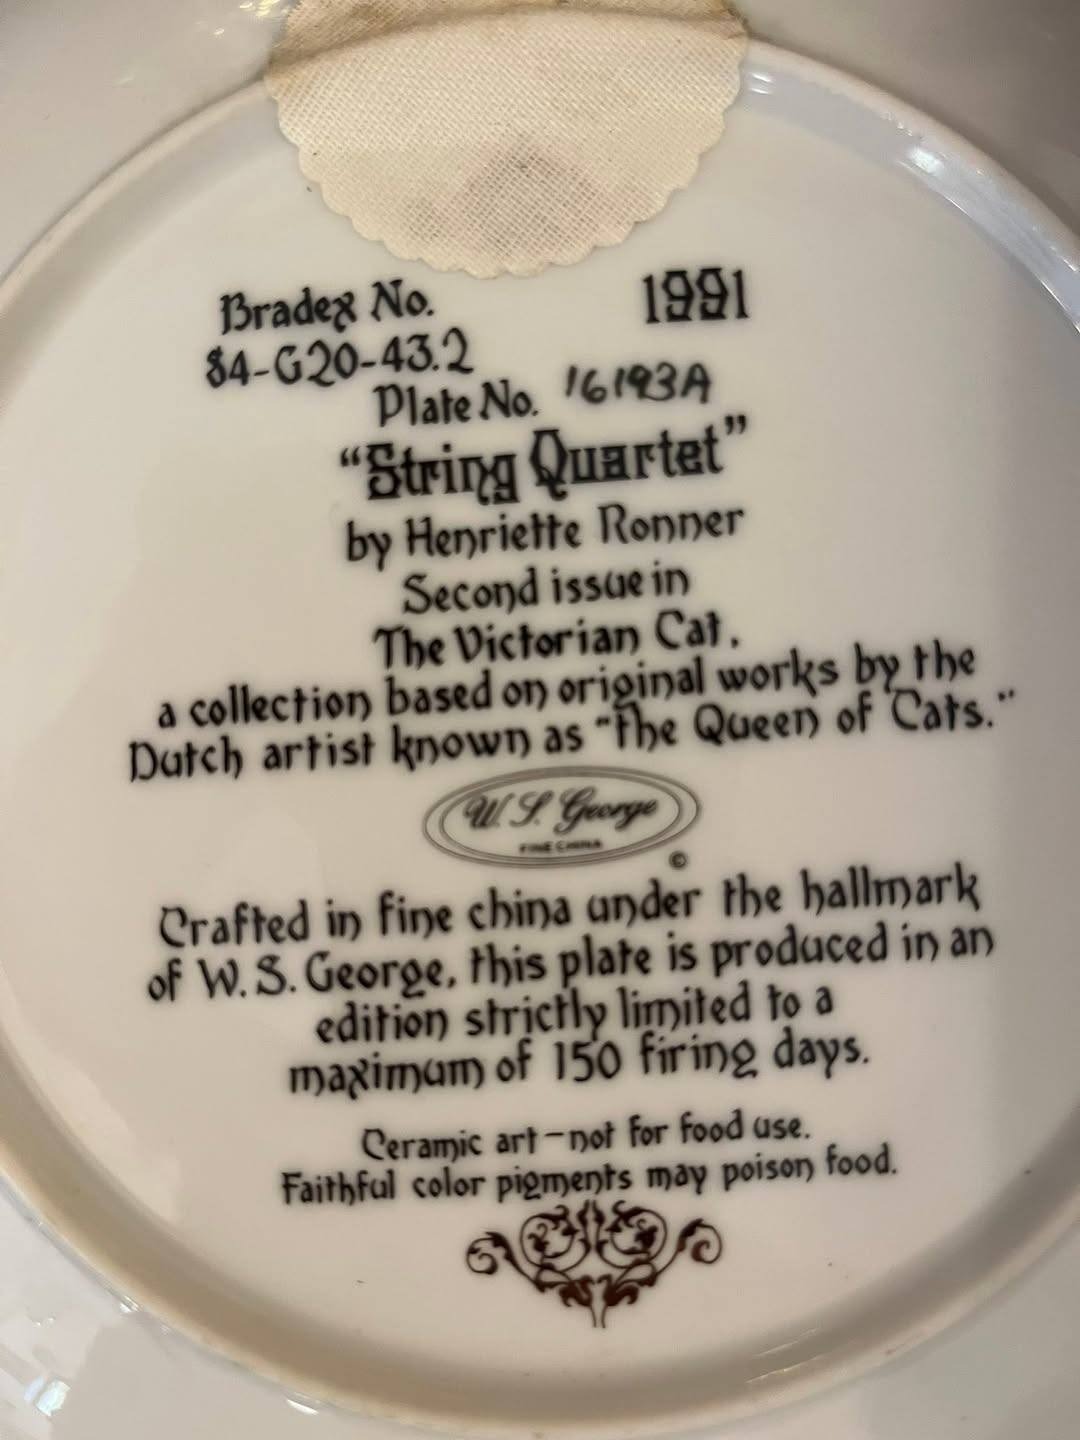 Bradex No. 1991
84-G20-43.2
Plate No. 16193A
“String Quartet”
by Henriette Ronner
Second issue in
The Victorian Cat,
a collection based on original works by the
Dutch artist known as “The Queen of Cats.”
W. S. George
FINE CHINA
©
Crafted in fine china under the hallmark
of W. S. George, this plate is produced in an
edition strictly limited to a
maximum of 150 firing days.
Ceramic art—not for food use.
Faithful color pigments may poison food.